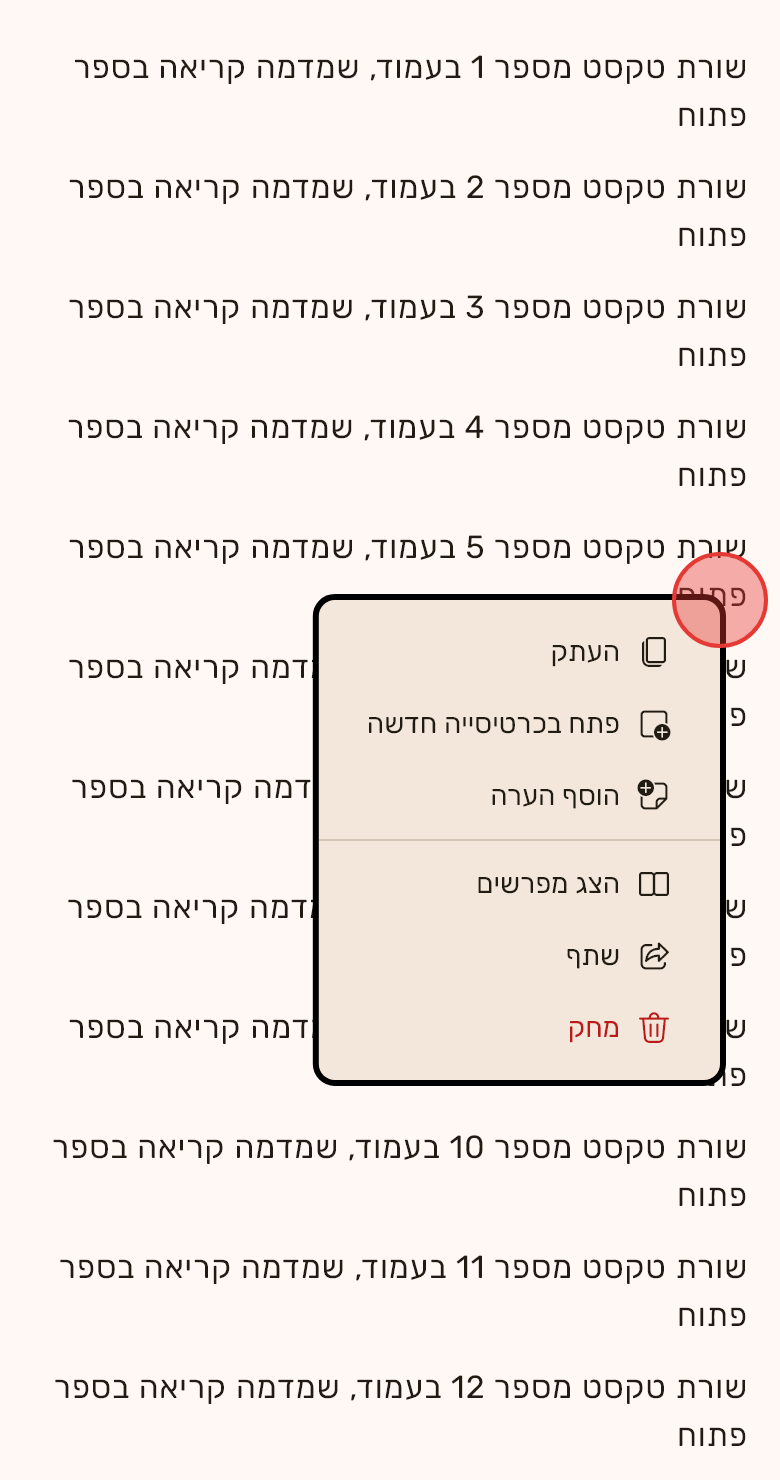 שורת טקסט מספר 1 בעמוד, שמדמה קריאה בספר
פתוח
שורת טקסט מספר 2 בעמוד, שמדמה קריאה בספר
פתוח
שורת טקסט מספר 3 בעמוד, שמדמה קריאה בספר
פתוח
שורת טקסט מספר 4 בעמוד, שמדמה קריאה בספר
פתוח
שורת טקסט מספר 5 בעמוד, שמדמה קריאה בספר
פתוח
קריאה בספר
קריאה בספר
קריאה בספר
קריאה בספר
העתק
פתח בכרטיסייה חדשה
הוסף הערה
הצג מפרשים
שתף
מחק
שורת טקסט מספר 10 בעמוד, שמדמה קריאה בספר
פתוח
שורת טקסט מספר 11 בעמוד, שמדמה קריאה בספר
פתוח
שורת טקסט מספר 12 בעמוד, שמדמה קריאה בספר
פתוח